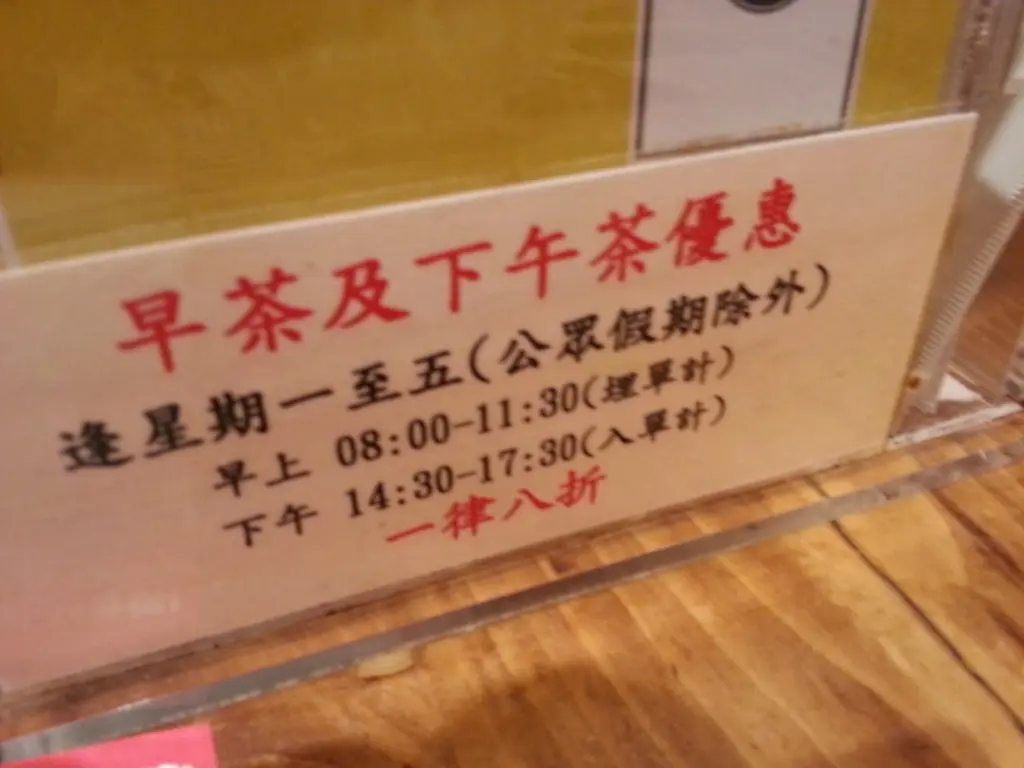 早茶及下午茶優惠
逢星期一至五(公眾假期除外)
早上 08:00-11:30(埋單計)
下午 14:30-17:30(入單計)
一律八折